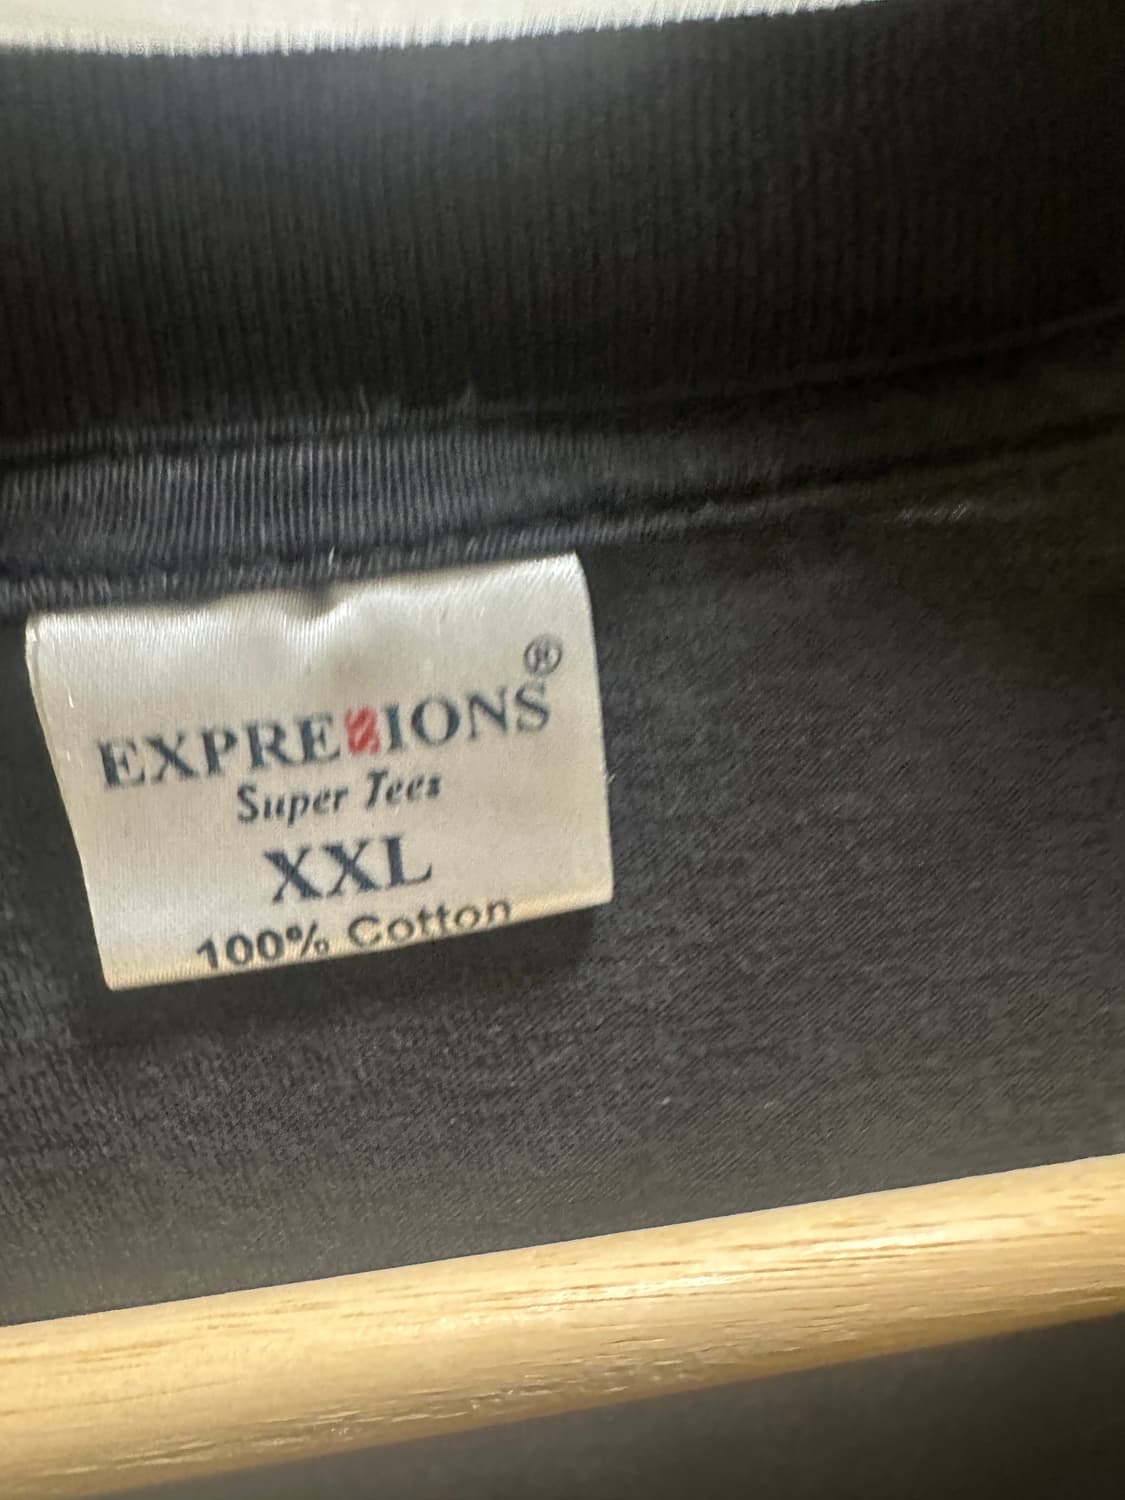 ®
EXPRESIONS
Super Tees
XXL
100% Cotton